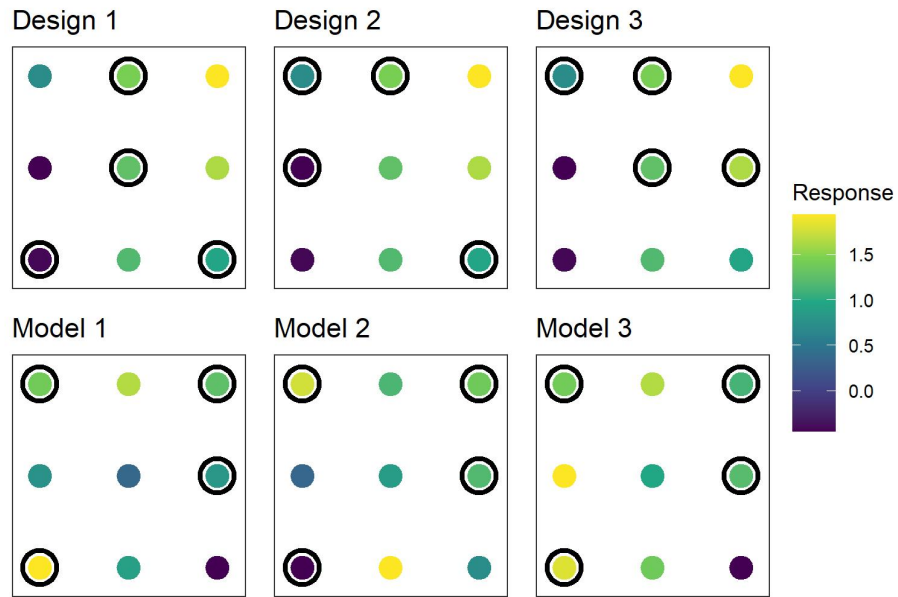 Design 1
Design 2
Design 3
Response
1.5
1.0
0.5
0.0
Model 1
Model 2
Model 3